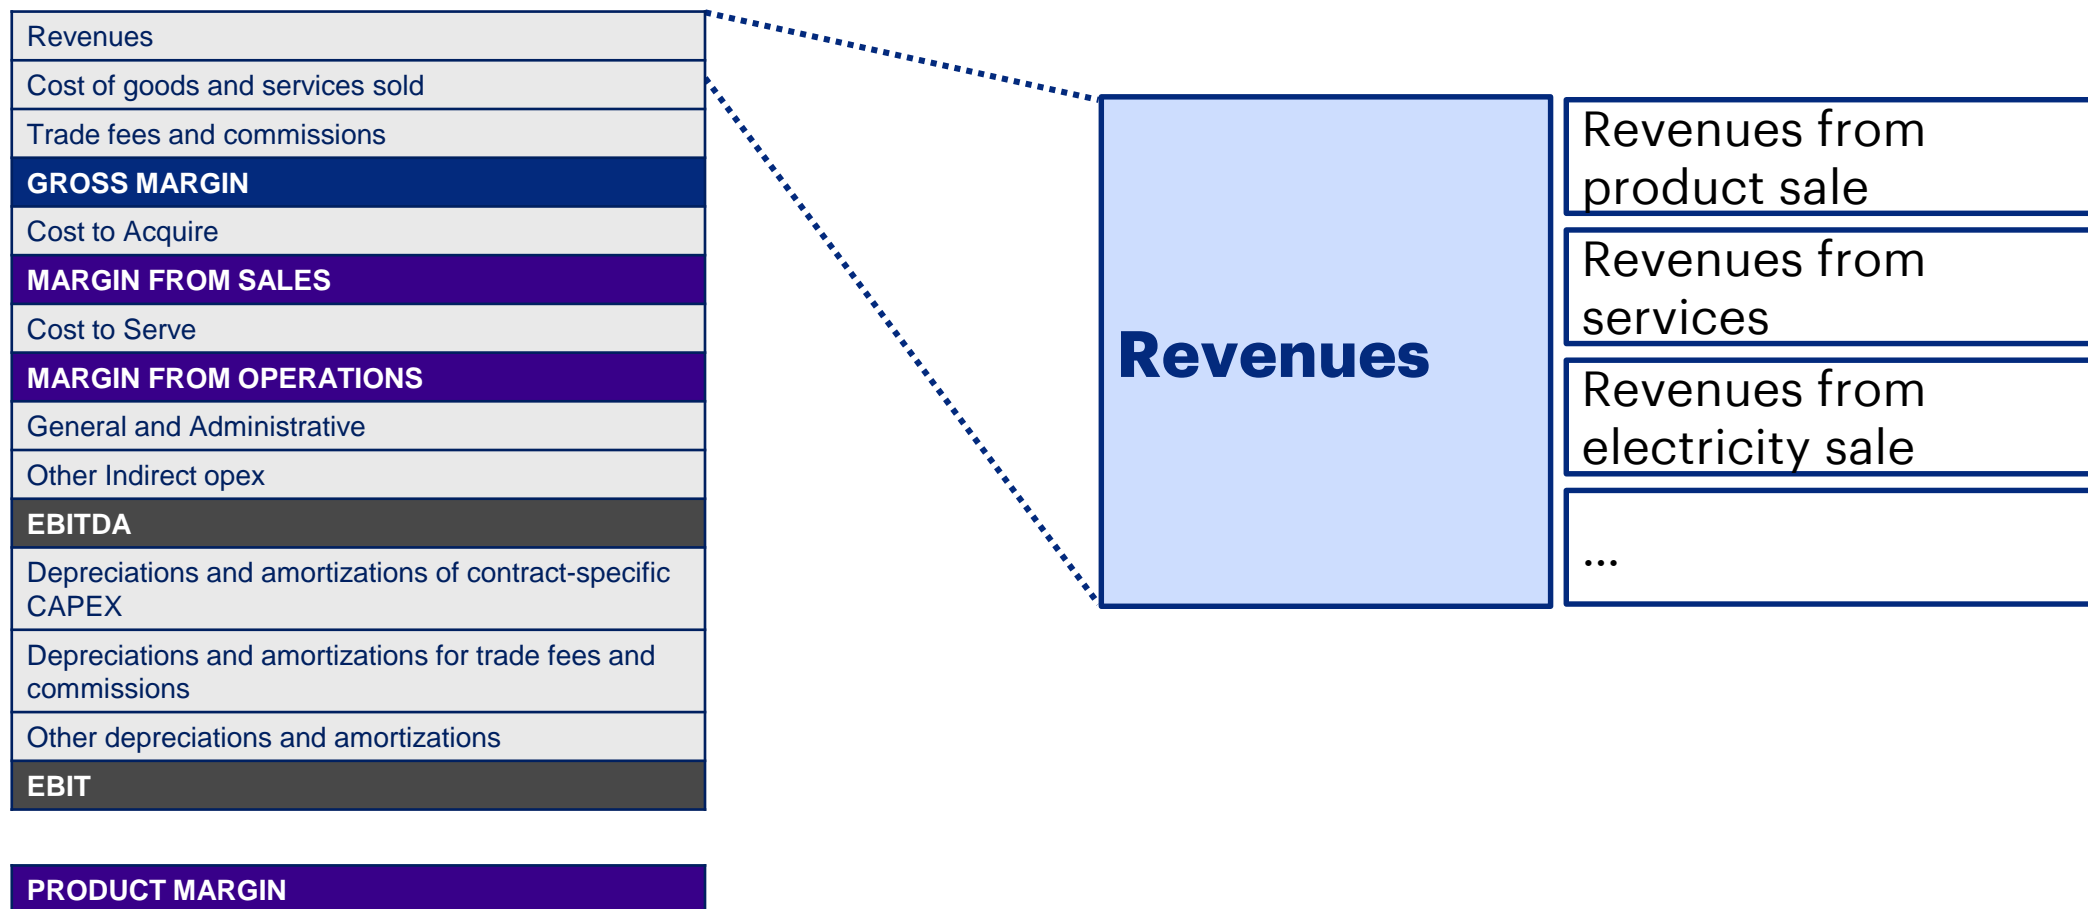 Revenues
Cost of goods and services sold
Trade fees and commissions
GROSS MARGIN
Cost to Acquire
MARGIN FROM SALES
Cost to Serve
MARGIN FROM OPERATIONS
General and Administrative
Other Indirect opex
EBITDA
Depreciations and amortizations of contract-specific
CAPEX
Depreciations and amortizations for trade fees and
commissions
Other depreciations and amortizations
EBIT
PRODUCT MARGIN
Revenues
Revenues from
product sale
Revenues from
services
Revenues from
electricity sale
...